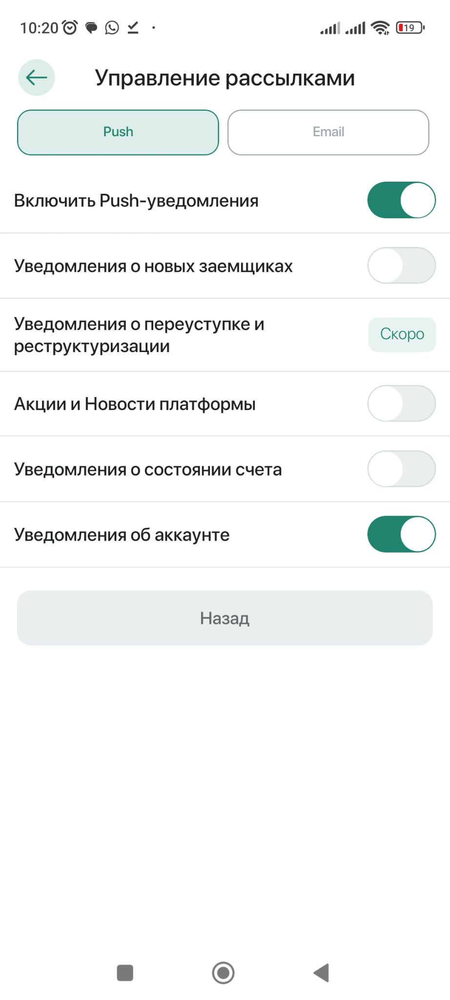 10:20
19
Управление рассылками
Push
Email
Включить Push-уведомления
Уведомления о новых заемщиках
Уведомления о переуступке и
реструктуризации
Скоро
Акции и Новости платформы
Уведомления о состоянии счета
Уведомления об аккаунте
Назад